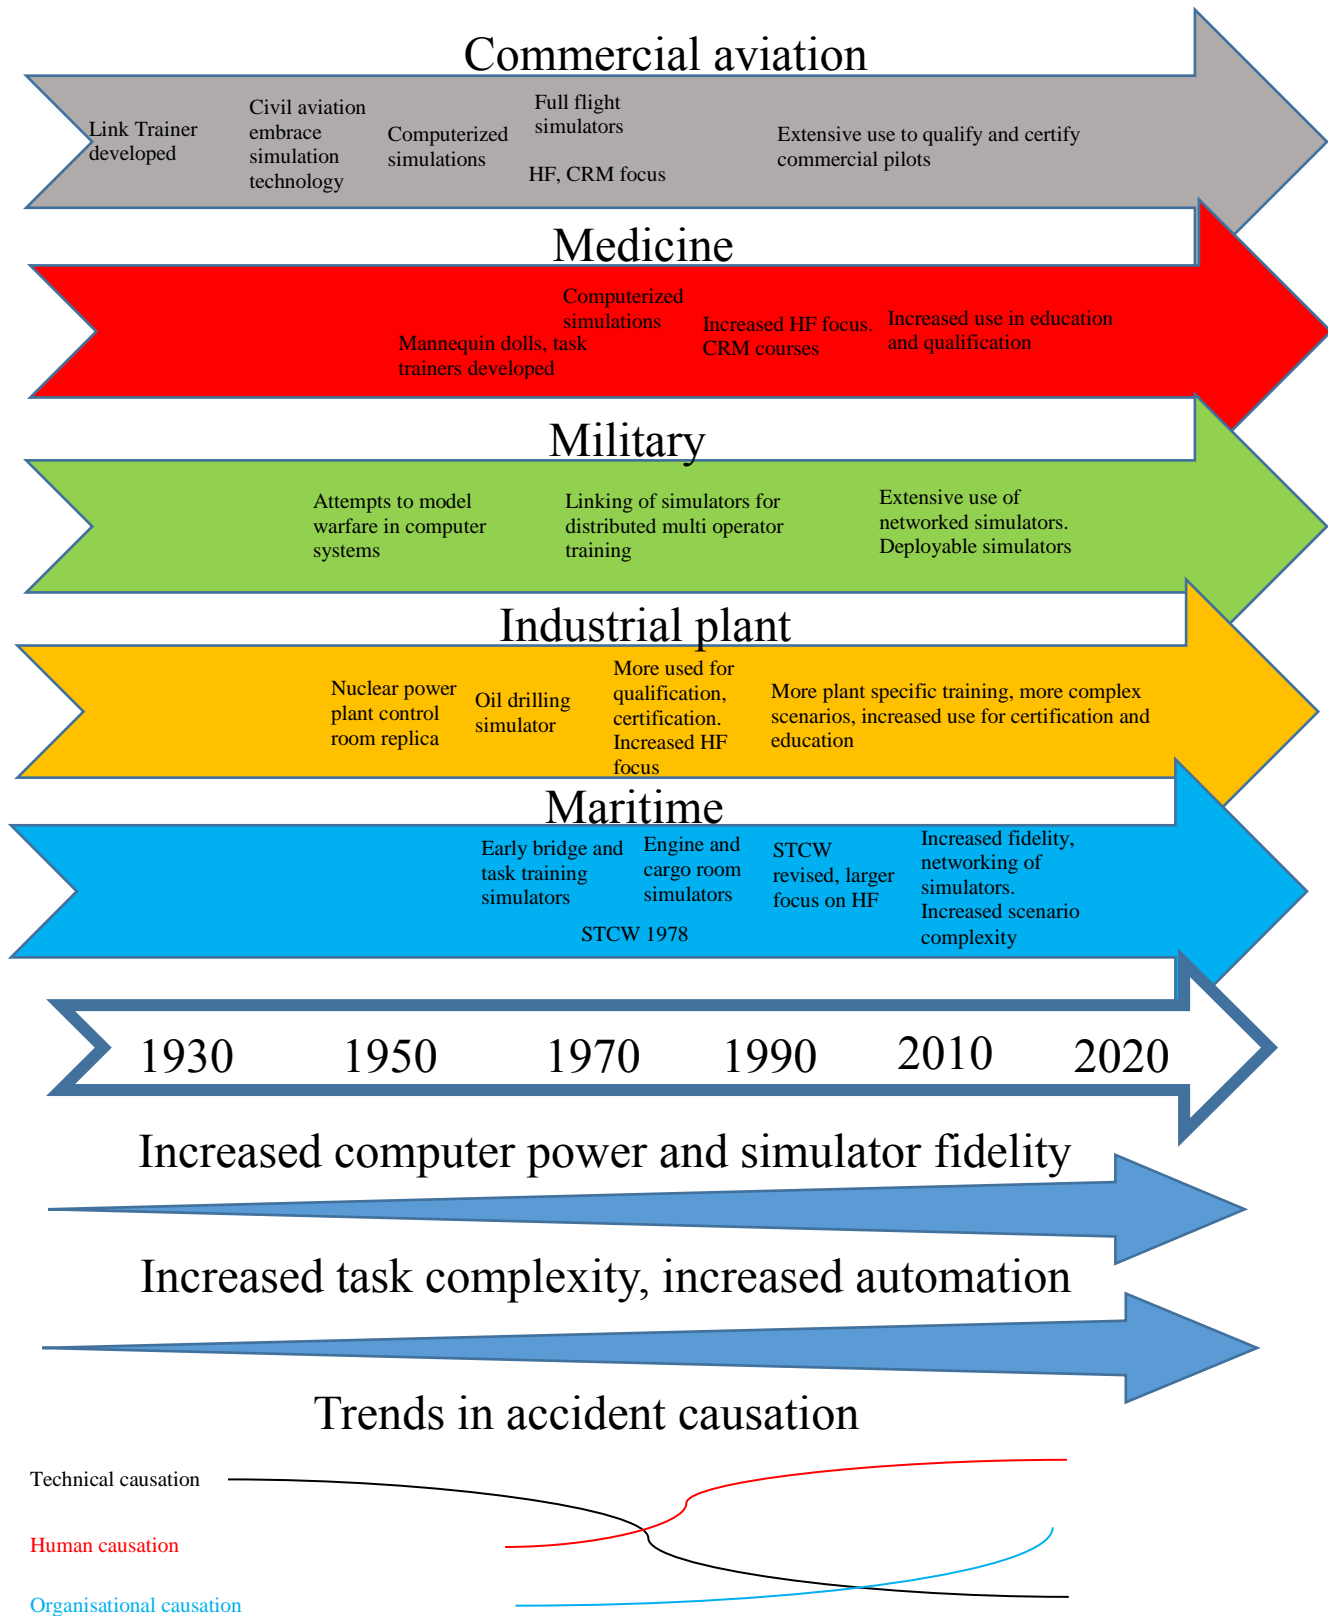 Commercial aviation
Link Trainer
developed
Civil aviation
embrace
simulation
technology
Computerized
simulations
Full flight
simulators
HF, CRM focus
Extensive use to qualify and certify
commercial pilots
Medicine
Mannequin dolls, task
trainers developed
Computerized
simulations
Increased HF focus.
CRM courses
Increased use in education
and qualification
Military
Attempts to model
warfare in computer
systems
Linking of simulators for
distributed multi operator
training
Extensive use of
networked simulators.
Deployable simulators
Industrial plant
Nuclear power
plant control
room replica
Oil drilling
simulator
More used for
qualification,
certification.
Increased HF
focus
More plant specific training, more complex
scenarios, increased use for certification and
education
Maritime
Early bridge and
task training
simulators
STCW 1978
Engine and
cargo room
simulators
STCW
revised, larger
focus on HF
Increased fidelity,
networking of
simulators.
Increased scenario
complexity
1930 1950 1970 1990 2010 2020
Increased computer power and simulator fidelity
Increased task complexity, increased automation
Trends in accident causation
Technical causation
Human causation
Organisational causation